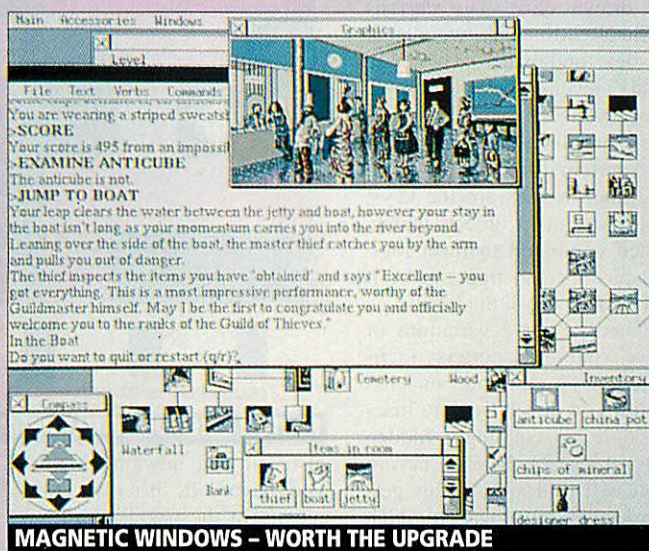 Main Accessories Windows
Graphics
Level
File Text Verbs Commands
You are wearing a striped sweatsh
>SCORE
Your score is 495 from an impossib
>EXAMINE ANTICUBE
The anticube is not.
>JUMP TO BOAT
Your leap clears the water between the jetty and boat, however your stay in
the boat isn't long as your momentum carries you into the river beyond.
Leaning over the side of the boat, the master thief catches you by the arm
and pulls you out of danger.
The thief inspects the items you have 'obtained' and says "Excellent – you
got everything. This is a most impressive performance, worthy of the
Guildmaster himself. May I be the first to congratulate you and officially
welcome you to the ranks of the Guild of Thieves."
In the Boat
Do you want to quit or restart (q/r)?
Cemetery Wood
Compass
Waterfall
Bank
Items in room
thief boat jetty
Inventory
anticube china pot
chips of mineral
designer dress
MAGNETIC WINDOWS – WORTH THE UPGRADE